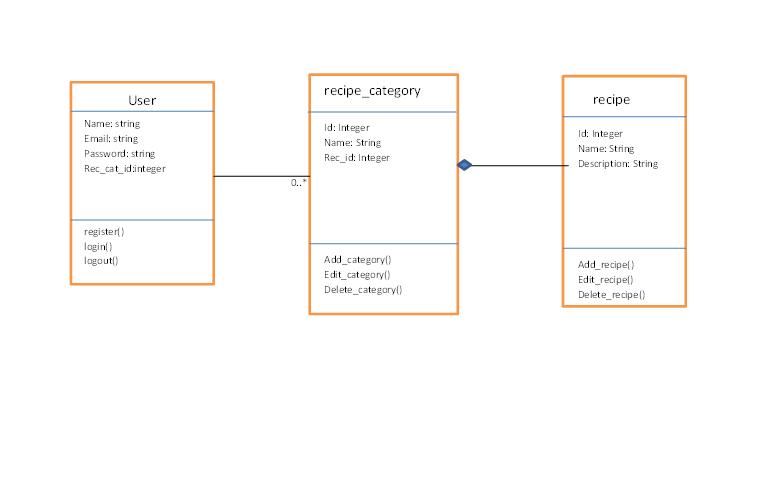 User
Name: string
Email: string
Password: string
Rec_cat_id:integer
register()
login()
logout()
0..*
recipe_category
Id: Integer
Name: String
Rec_id: Integer
Add_category()
Edit_category()
Delete_category()
recipe
Id: Integer
Name: String
Description: String
Add_recipe()
Edit_recipe()
Delete_recipe()